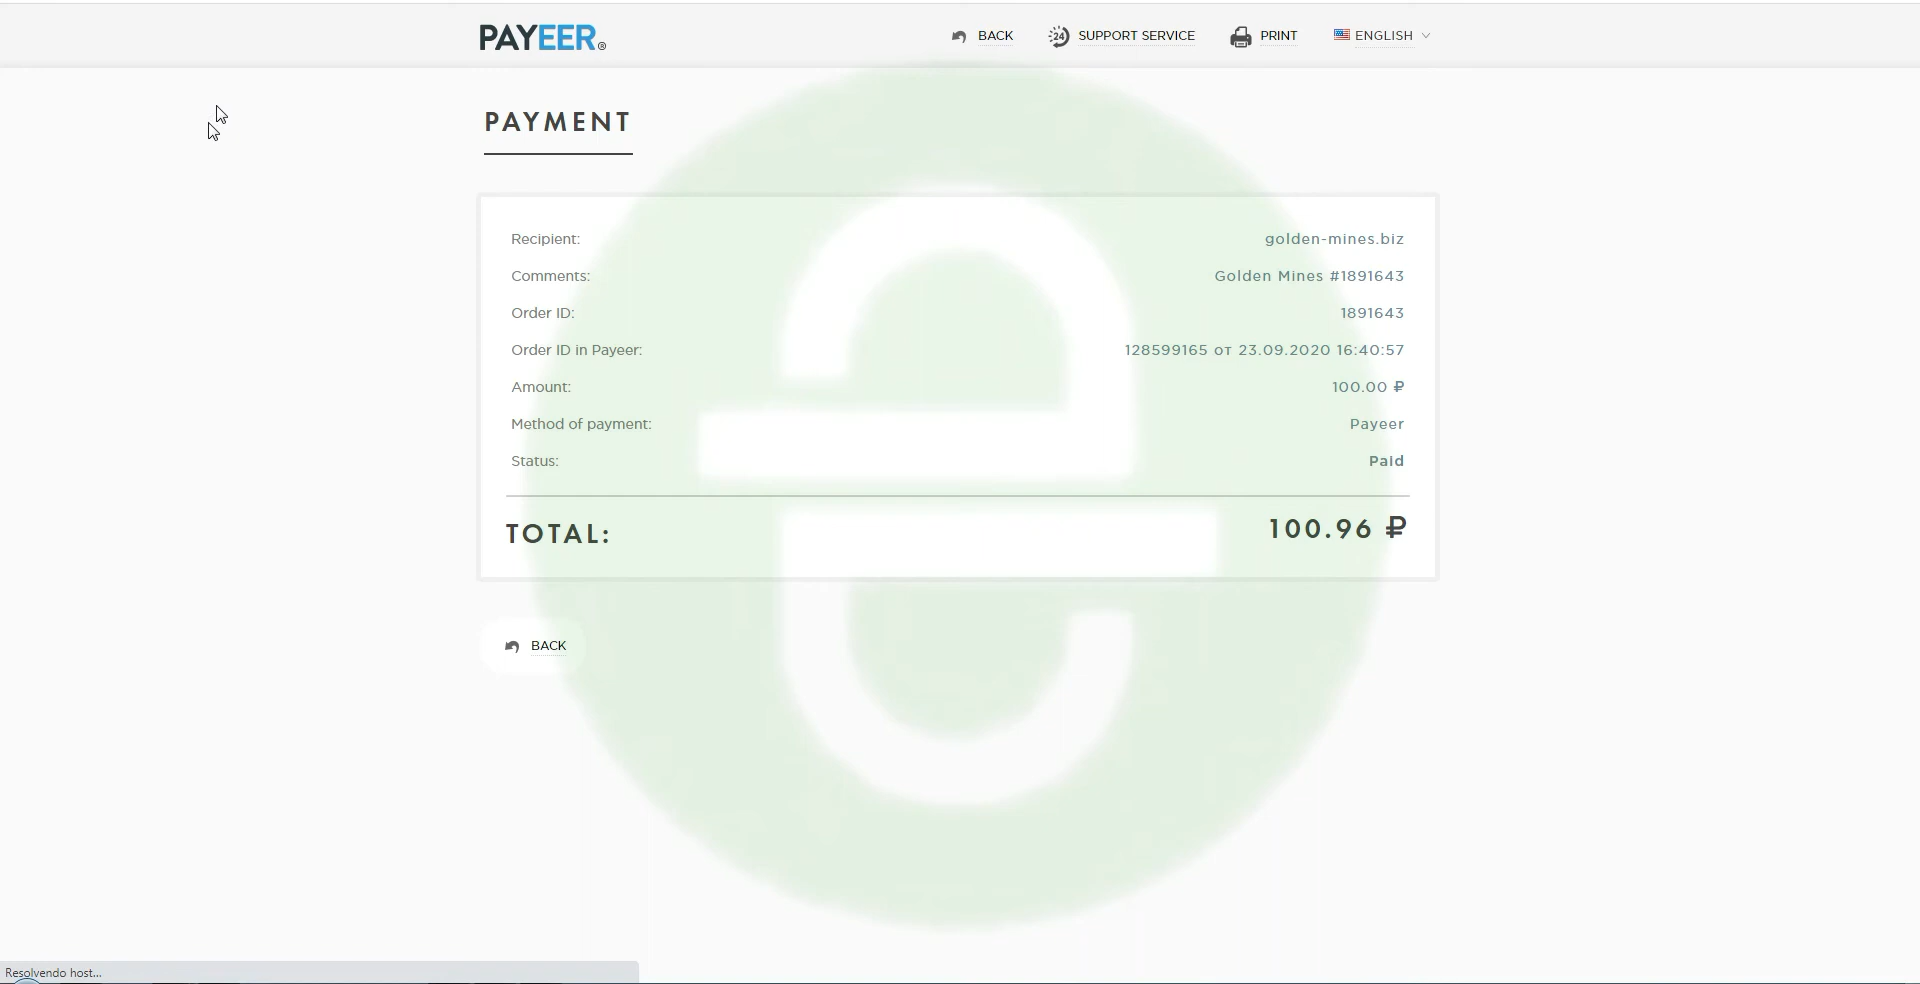 PAYEER®
BACK
SUPPORT SERVICE
PRINT
ENGLISH
PAYMENT
Recipient: golden-mines.biz
Comments: Golden Mines #1891643
Order ID: 1891643
Order ID in Payeer: 128599165 от 23.09.2020 16:40:57
Amount: 100.00 ₽
Method of payment: Payeer
Status: Paid
TOTAL: 100.96 ₽
BACK
Resolvendo host...